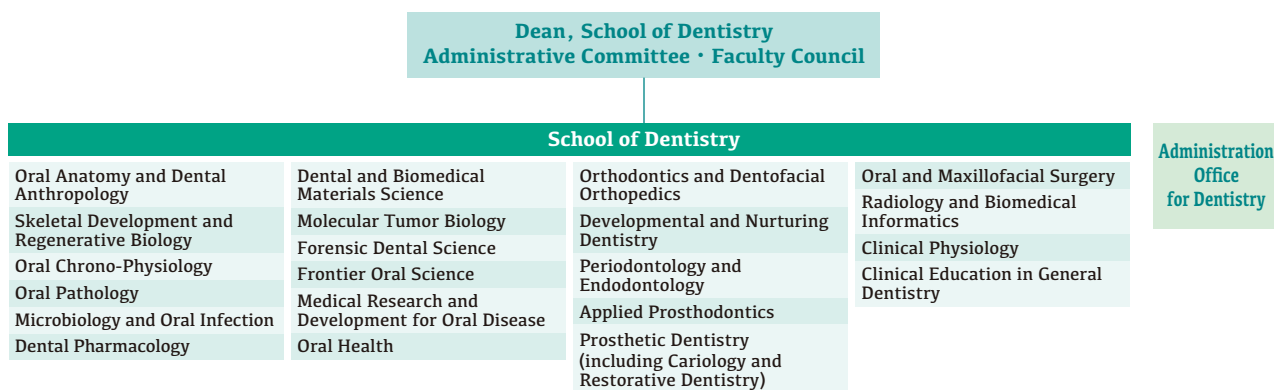 Dean, School of Dentistry
Administrative Committee・Faculty Council
School of Dentistry
Oral Anatomy and Dental
Anthropology
Skeletal Development and
Regenerative Biology
Oral Chrono-Physiology
Oral Pathology
Microbiology and Oral Infection
Dental Pharmacology
Dental and Biomedical
Materials Science
Molecular Tumor Biology
Forensic Dental Science
Frontier Oral Science
Medical Research and
Development for Oral Disease
Oral Health
Orthodontics and Dentofacial
Orthopedics
Developmental and Nurturing
Dentistry
Periodontology and
Endodontology
Applied Prosthodontics
Prosthetic Dentistry
(including Cariology and
Restorative Dentistry)
Oral and Maxillofacial Surgery
Radiology and Biomedical
Informatics
Clinical Physiology
Clinical Education in General
Dentistry
Administration
Office
for Dentistry